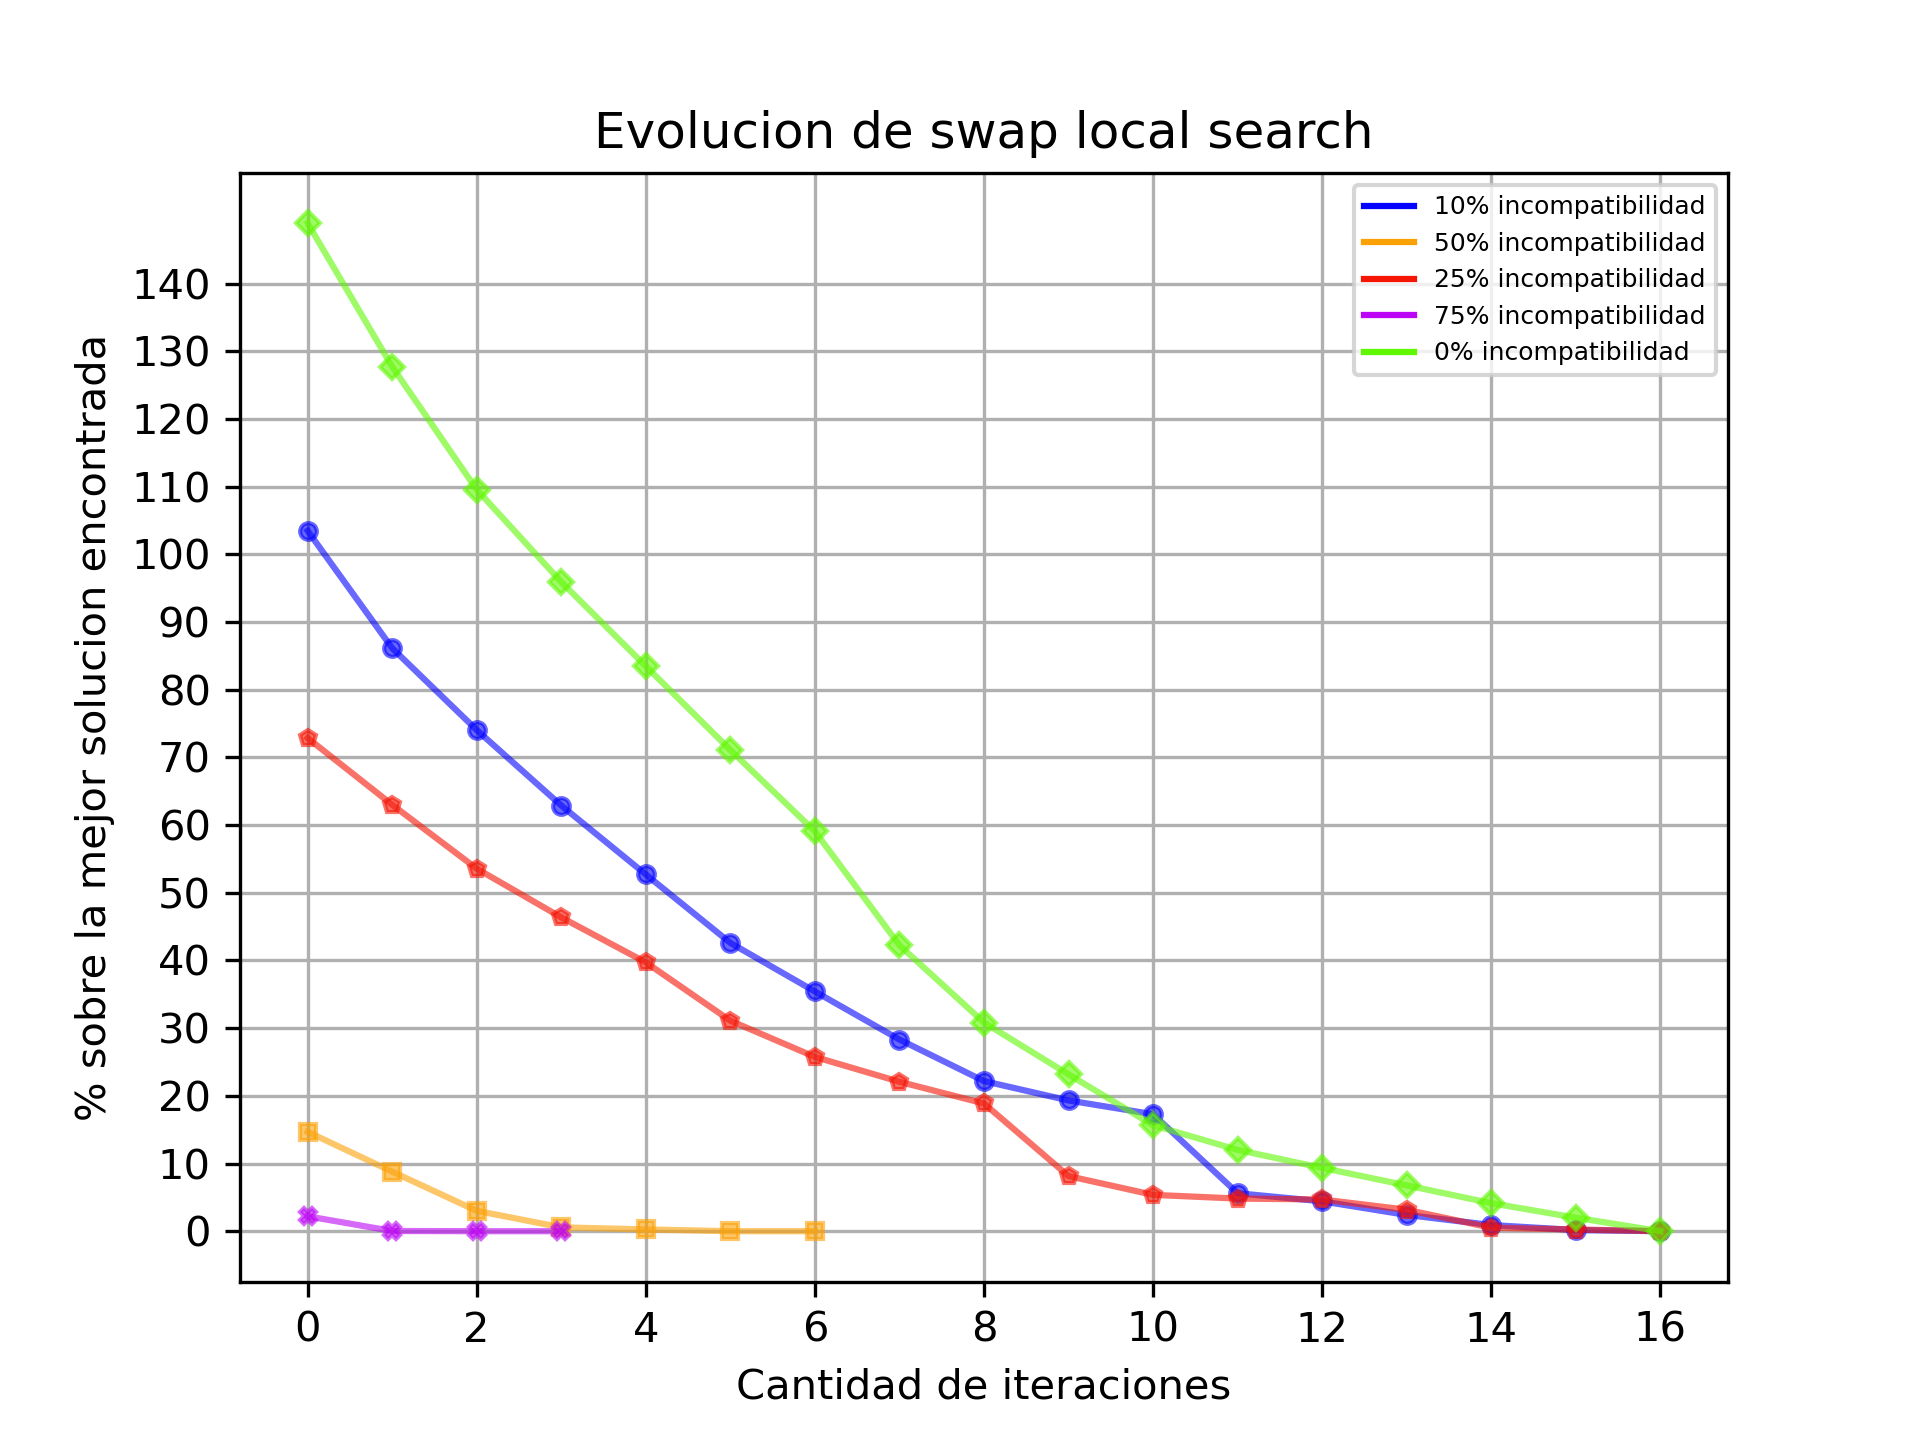 Evolucion de swap local search
10% incompatibilidad
50% incompatibilidad
25% incompatibilidad
75% incompatibilidad
0% incompatibilidad
% sobre la mejor solucion encontrada
140
130
120
110
100
90
80
70
60
50
40
30
20
10
0
0 2 4 6 8 10 12 14 16
Cantidad de iteraciones